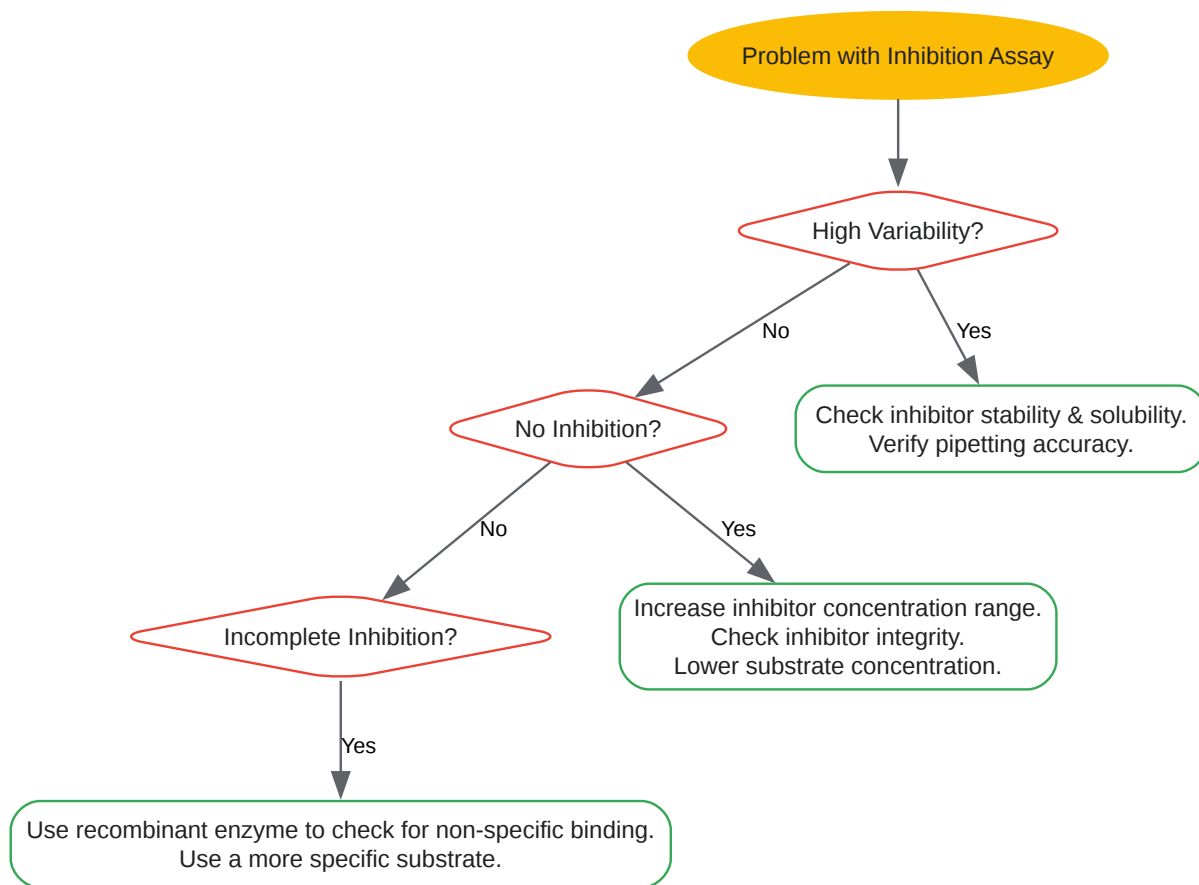 Problem with Inhibition Assay
High Variability?
No
Yes
No Inhibition?
Check inhibitor stability & solubility.
Verify pipetting accuracy.
No
Yes
Incomplete Inhibition?
Increase inhibitor concentration range.
Check inhibitor integrity.
Lower substrate concentration.
Yes
Use recombinant enzyme to check for non-specific binding.
Use a more specific substrate.